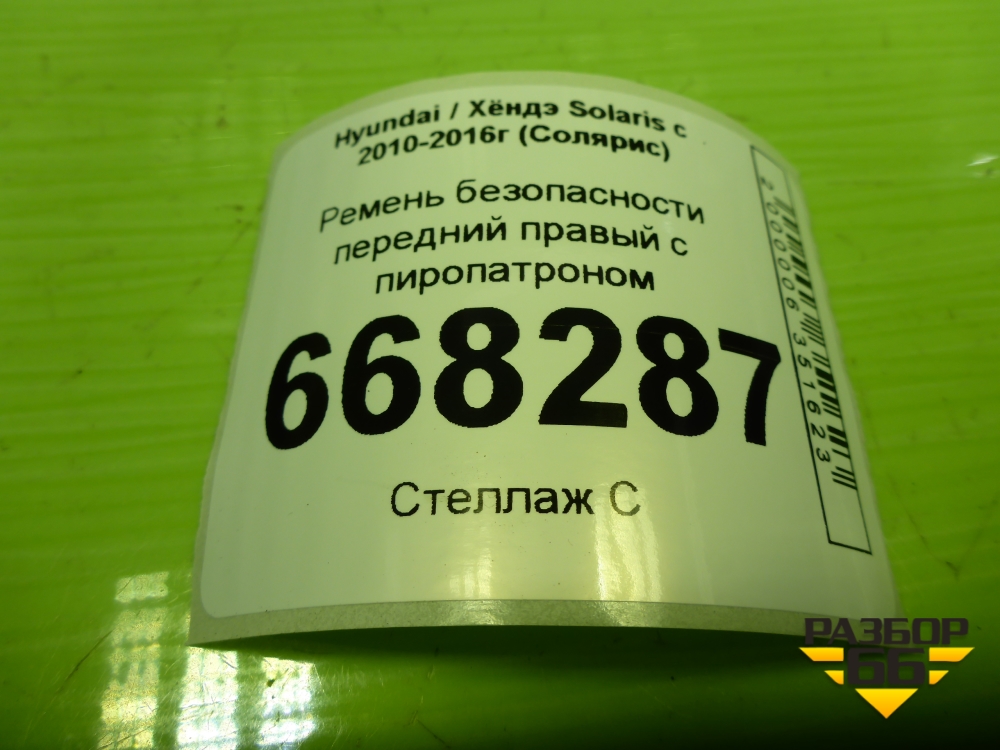 Hyundai / Хёндэ Solaris с
2010-2016г (Солярис)
Ремень безопасности
передний правый с
пиропатроном
668287
Стеллаж С
2000006351623
РАЗБОР
66